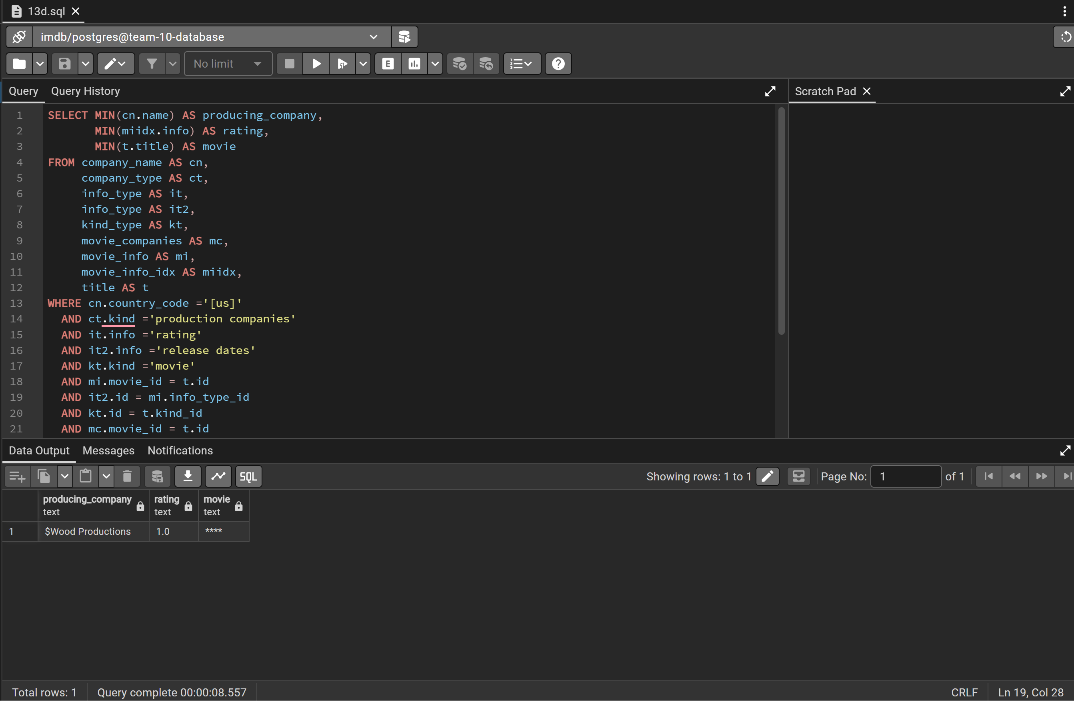 13d.sql
imdb/postgres@team-10-database
No limit
E
Query Query History
Scratch Pad
1 SELECT MIN(cn.name) AS producing_company,
2 MIN(miidx.info) AS rating,
3 MIN(t.title) AS movie
4 FROM company_name AS cn,
5 company_type AS ct,
6 info_type AS it,
7 info_type AS it2,
8 kind_type AS kt,
9 movie_companies AS mc,
10 movie_info AS mi,
11 movie_info_idx AS miidx,
12 title AS t
13 WHERE cn.country_code ='[us]'
14 AND ct.kind ='production companies'
15 AND it.info ='rating'
16 AND it2.info ='release dates'
17 AND kt.kind ='movie'
18 AND mi.movie_id = t.id
19 AND it2.id = mi.info_type_id
20 AND kt.id = t.kind_id
21 AND mc.movie_id = t.id
Data Output Messages Notifications
SQL Showing rows: 1 to 1 Page No: 1 of 1
producing_company rating movie
text text text
1 $Wood Productions 1.0 ****
Total rows: 1 Query complete 00:00:08.557 CRLF Ln 19, Col 28